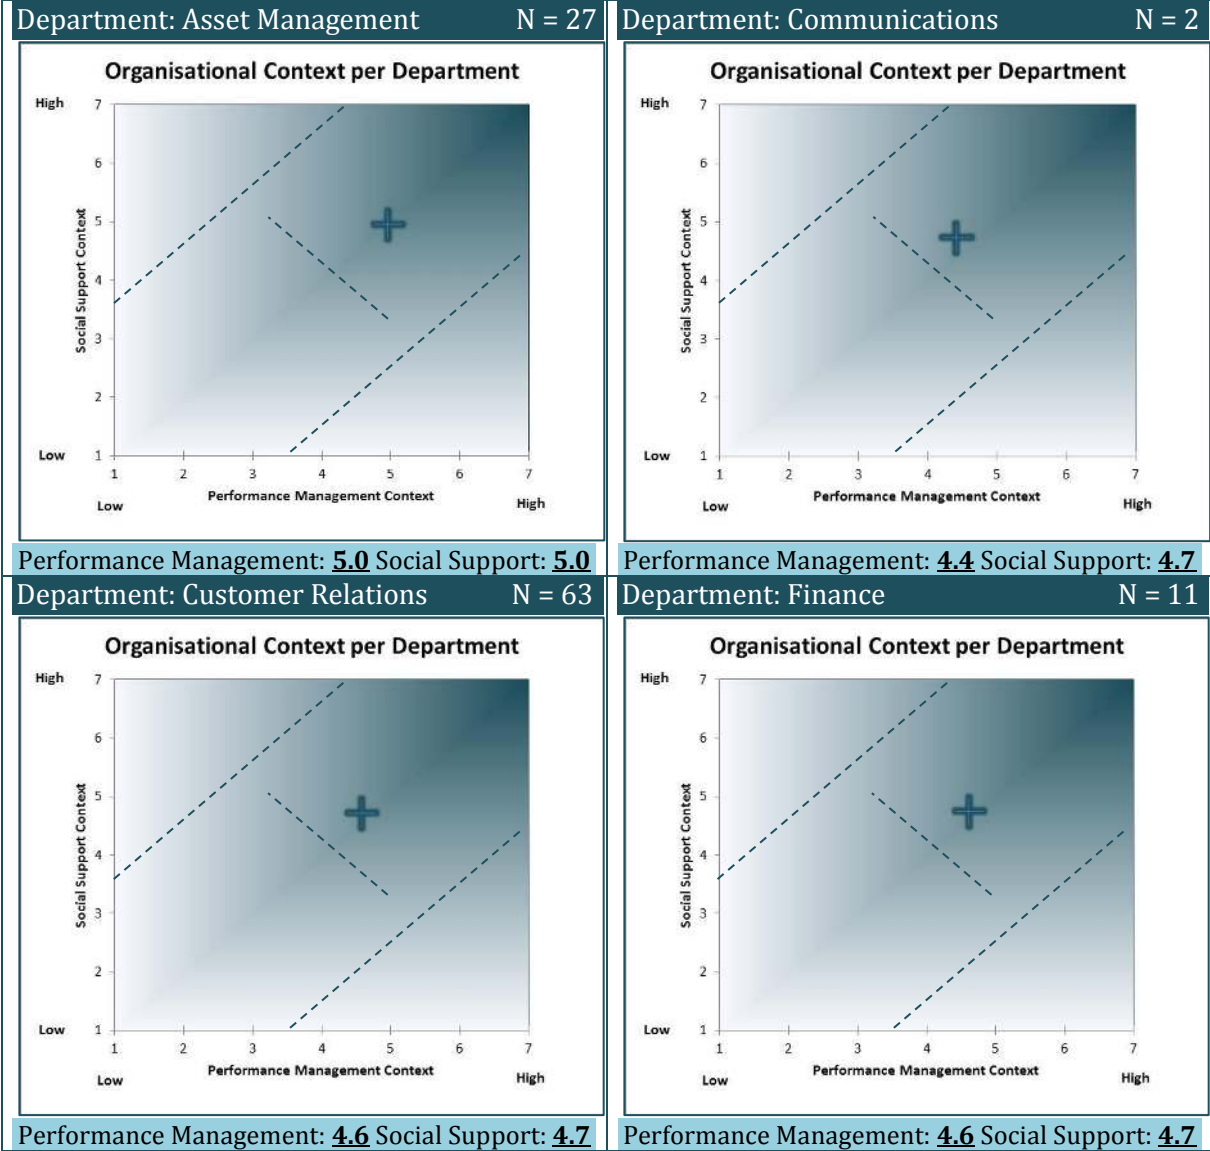 Department: Asset Management N = 27
Organisational Context per Department
High
7
6
5
4
3
2
1
Low
Social Support Context
1 2 3 4 5 6 7
Low
Performance Management Context
High
Performance Management: 5.0 Social Support: 5.0
Department: Communications N = 2
Organisational Context per Department
High
7
6
5
4
3
2
1
Low
Social Support Context
1 2 3 4 5 6 7
Low
Performance Management Context
High
Performance Management: 4.4 Social Support: 4.7
Department: Customer Relations N = 63
Organisational Context per Department
High
7
6
5
4
3
2
1
Low
Social Support Context
1 2 3 4 5 6 7
Low
Performance Management Context
High
Performance Management: 4.6 Social Support: 4.7
Department: Finance N = 11
Organisational Context per Department
High
7
6
5
4
3
2
1
Low
Social Support Context
1 2 3 4 5 6 7
Low
Performance Management Context
High
Performance Management: 4.6 Social Support: 4.7